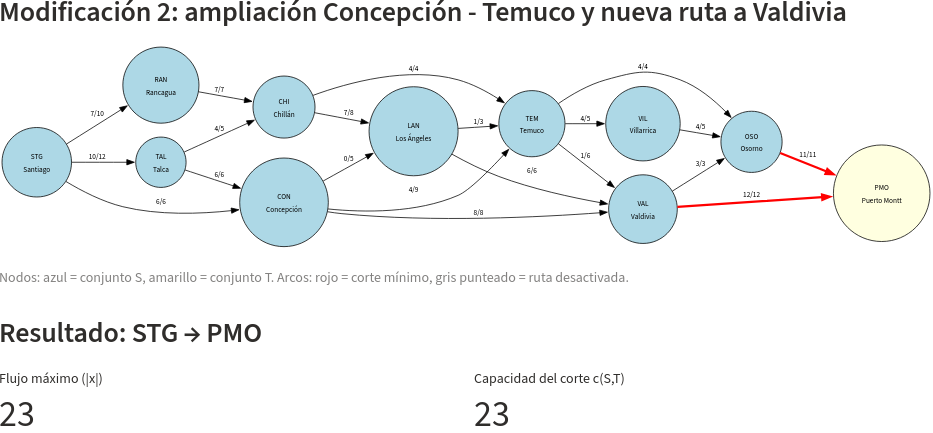 Modificación 2: ampliación Concepción - Temuco y nueva ruta a Valdivia
4/4
4/4
RAN
Rancagua
7/7
CHI
Chillán
7/10
7/8
LAN
Los Ángeles
1/3
TEM
Temuco
4/5
VIL
Villarrica
4/5
OSO
Osorno
11/11
4/5
STG
Santiago
10/12
TAL
Talca
0/5
1/6
3/3
6/6
6/6
4/9
PMO
Puerto Montt
CON
Concepción
6/6
8/8
VAL
Valdivia
12/12
Nodos: azul = conjunto S, amarillo = conjunto T. Arcos: rojo = corte mínimo, gris punteado = ruta desactivada.
Resultado: STG → PMO
Flujo máximo (|x|)
23
Capacidad del corte c(S,T)
23